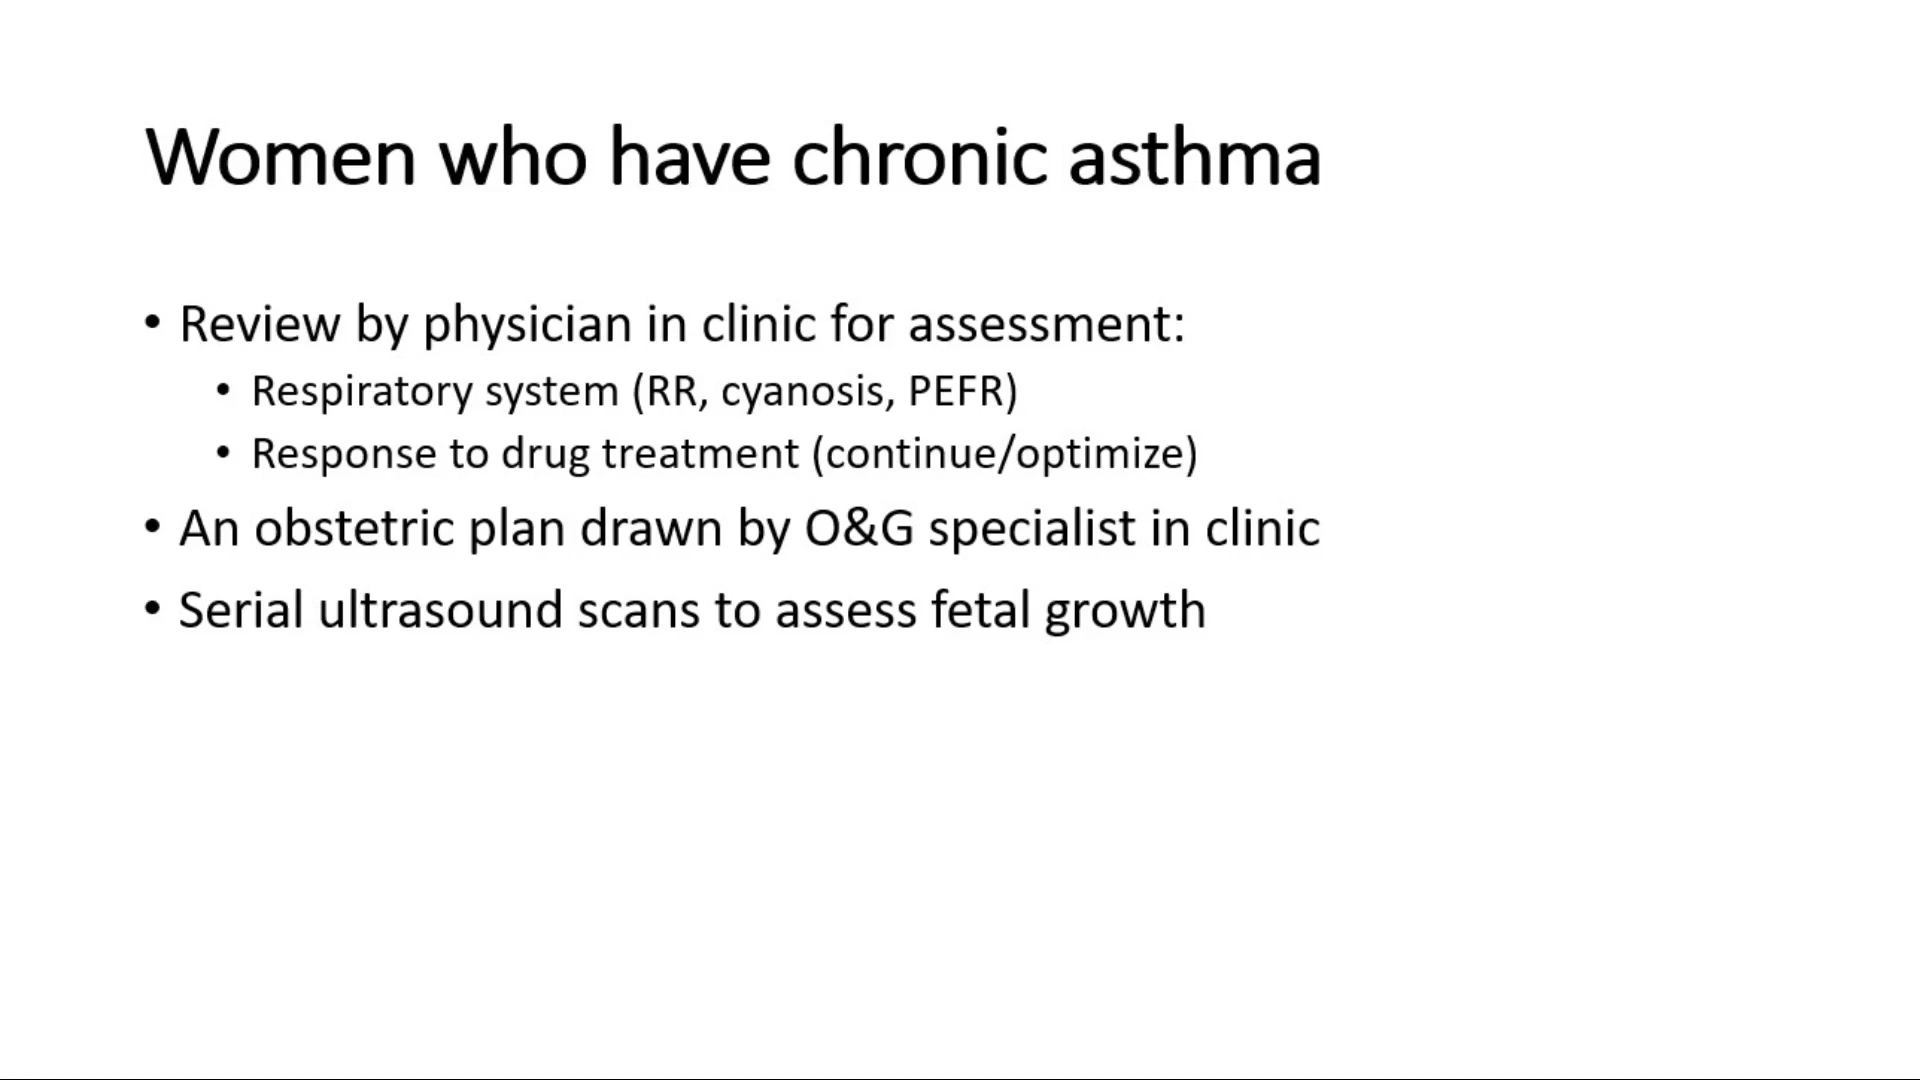 Women who have chronic asthma
• Review by physician in clinic for assessment:
• Respiratory system (RR, cyanosis, PEFR)
• Response to drug treatment (continue/optimize)
• An obstetric plan drawn by O&G specialist in clinic
• Serial ultrasound scans to assess fetal growth